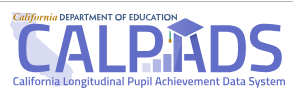 California DEPARTMENT OF EDUCATION
CALPADS
California Longitudinal Pupil Achievement Data System